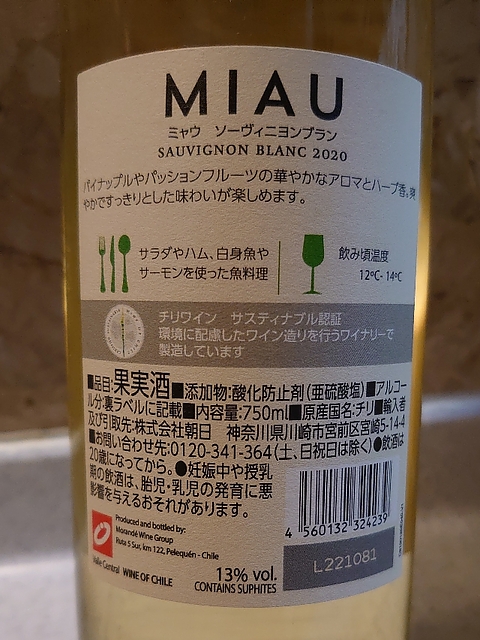 MIAU
ミャウ ソーヴィニヨンブラン
SAUVIGNON BLANC 2020
パイナップルやパッションフルーツの華やかなアロマとハーブ香。爽
やかですっきりとした味わいが楽しめます。
サラダやハム、白身魚や
サーモンを使った魚料理
飲み頃温度
12℃- 14℃
チリワイン サスティナブル認証
環境に配慮したワイン造りを行うワイナリーで
製造しています
■品目:果実酒■添加物:酸化防止剤(亜硫酸塩)■アルコー
ル分:裏ラベルに記載■内容量:750ml■原産国名:チリ■輸入者
及び引取先:株式会社朝日 神奈川県川崎市宮前区宮崎5-14-4
■お問い合わせ先:0120-341-364(土、日祝日は除く)●飲酒は
20歳になってから。●妊娠中や授乳
期の飲酒は、胎児・乳児の発育に悪
影響を与えるおそれがあります。
4 560132 324239
Produced and bottled by:
Morandé Wine Group
Ruta 5 Sur, km 122, Pelequén - Chile
Valle Central WINE OF CHILE
13% vol.
CONTAINS SULPHITES
L221081